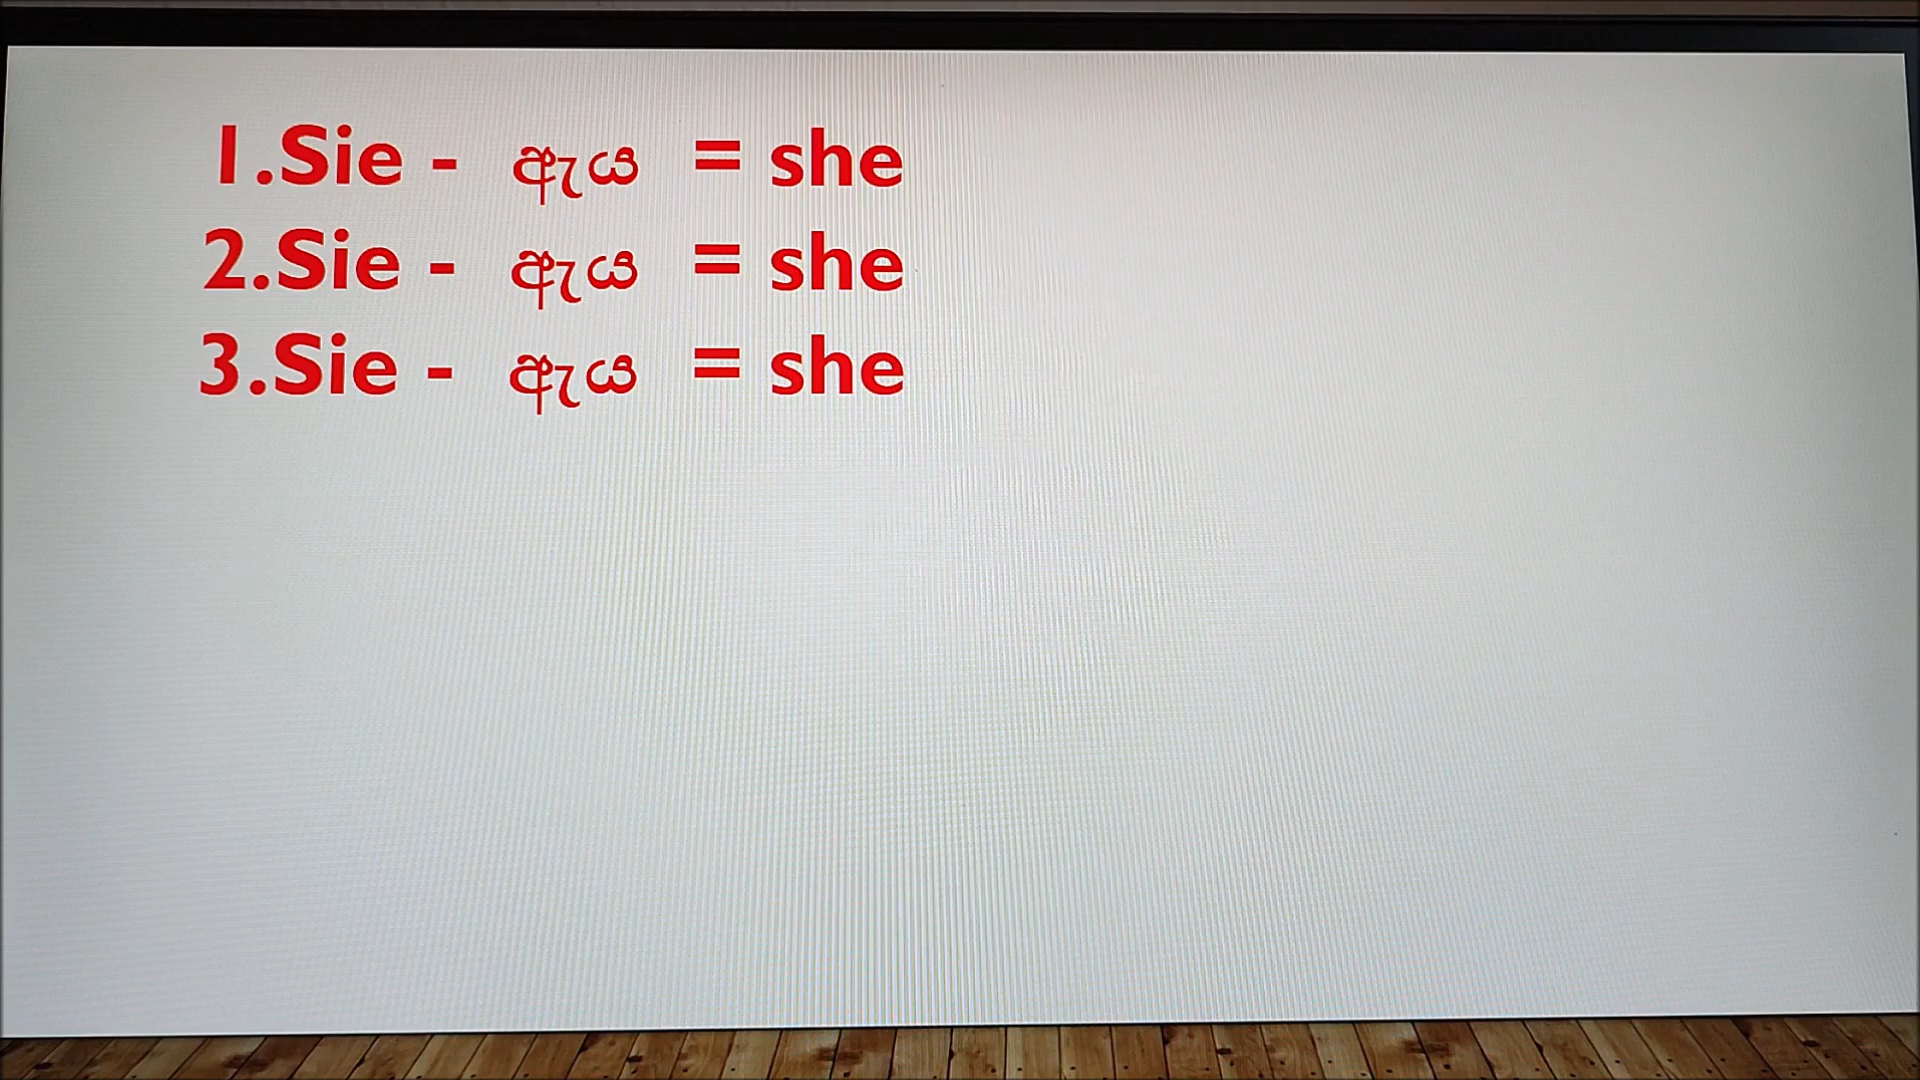 1.Sie - ඇය = she
2.Sie - ඇය = she
3.Sie - ඇය = she